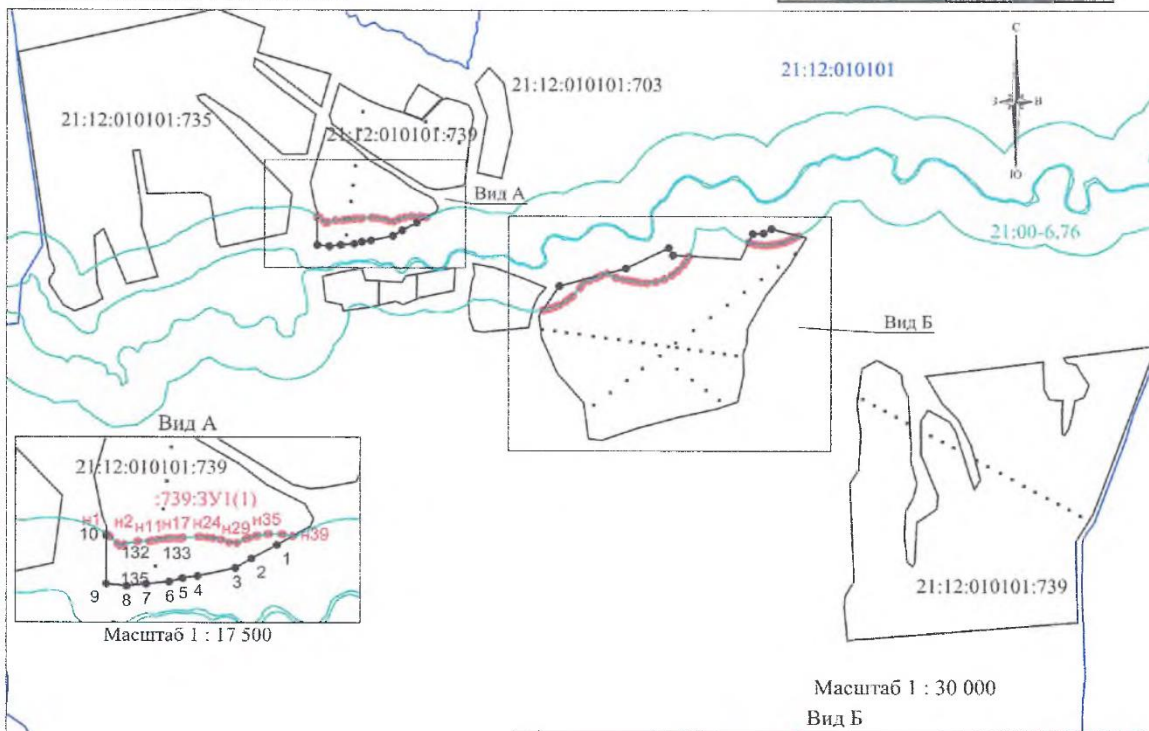 С
21:12:010101
21:12:010101:703
З В
21:12:010101:735
21:12:010101:739
Ю
Вид А
21:00-6.76
Вид Б
Вид А
21:12:010101:739
:739:ЗУ1(1)
н1 н2 н11 н17 н24 н29 н35 н39
10 132 133 1
135 2
9 8 7 6 5 4 3
21:12:010101:739
Масштаб 1 : 17 500
Масштаб 1 : 30 000
Вид Б